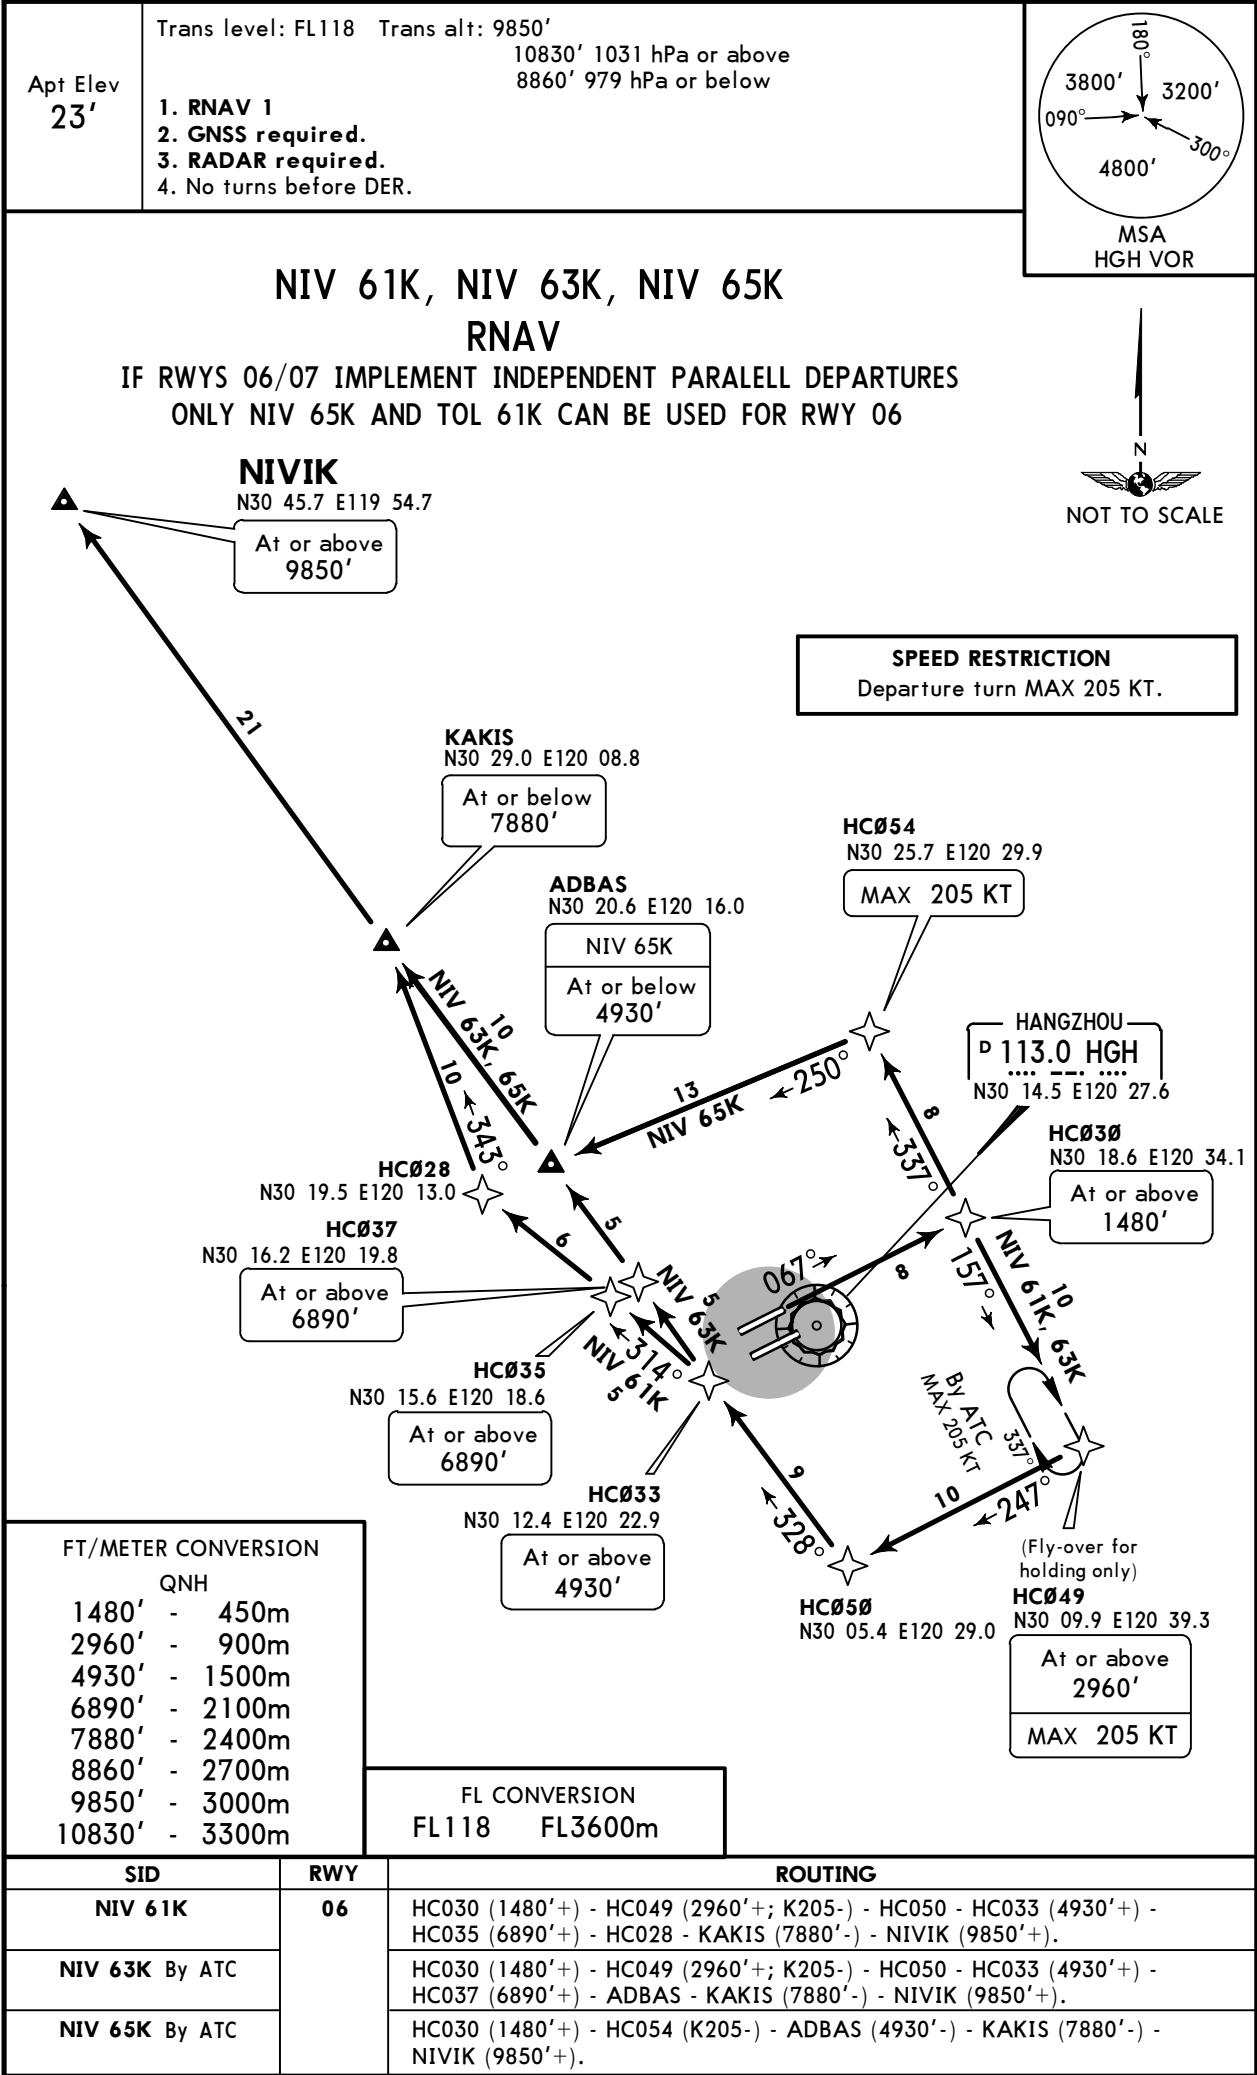 Apt Elev
23'
Trans level: FL118 Trans alt: 9850'
10830' 1031 hPa or above
8860' 979 hPa or below
1. RNAV 1
2. GNSS required.
3. RADAR required.
4. No turns before DER.
180°
3800'
3200'
090°
300°
4800'
MSA
HGH VOR
NIV 61K, NIV 63K, NIV 65K
RNAV
IF RWYS 06/07 IMPLEMENT INDEPENDENT PARALELL DEPARTURES
ONLY NIV 65K AND TOL 61K CAN BE USED FOR RWY 06
N
NOT TO SCALE
NIVIK
N30 45.7 E119 54.7
At or above
9850'
SPEED RESTRICTION
Departure turn MAX 205 KT.
21
KAKIS
N30 29.0 E120 08.8
At or below
7880'
HCØ54
N30 25.7 E120 29.9
MAX 205 KT
ADBAS
N30 20.6 E120 16.0
NIV 65K
At or below
4930'
10
NIV 63K, 65K
10
343°
HANGZHOU
D 113.0 HGH
N30 14.5 E120 27.6
13
250°
NIV 65K
8
337°
HCØ3Ø
N30 18.6 E120 34.1
At or above
1480'
HCØ28
N30 19.5 E120 13.0
6
5
HCØ37
N30 16.2 E120 19.8
At or above
6890'
067°
8
157°
10
NIV 61K, 63K
5
NIV 63K
314°
NIV 61K
5
HCØ35
N30 15.6 E120 18.6
At or above
6890'
By ATC
MAX 205 KT
337°
HCØ33
N30 12.4 E120 22.9
At or above
4930'
9
328°
10
247°
HCØ5Ø
N30 05.4 E120 29.0
(Fly-over for
holding only)
HCØ49
N30 09.9 E120 39.3
At or above
2960'
MAX 205 KT
FT/METER CONVERSION
QNH
1480' - 450m
2960' - 900m
4930' - 1500m
6890' - 2100m
7880' - 2400m
8860' - 2700m
9850' - 3000m
10830' - 3300m
FL CONVERSION
FL118 FL3600m
SID RWY ROUTING
NIV 61K 06 HC030 (1480'+) - HC049 (2960'+; K205-) - HC050 - HC033 (4930'+) -
HC035 (6890'+) - HC028 - KAKIS (7880'-) - NIVIK (9850'+).
NIV 63K By ATC HC030 (1480'+) - HC049 (2960'+; K205-) - HC050 - HC033 (4930'+) -
HC037 (6890'+) - ADBAS - KAKIS (7880'-) - NIVIK (9850'+).
NIV 65K By ATC HC030 (1480'+) - HC054 (K205-) - ADBAS (4930'-) - KAKIS (7880'-) -
NIVIK (9850'+).